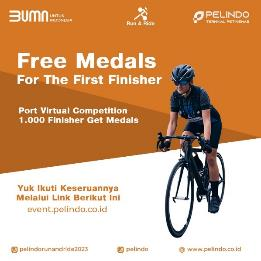 BUMN UNTUK INDONESIA
Run & Ride
PELINDO
TERMINAL PETIKEMAS
Free Medals
For The First Finisher
Port Virtual Competition
1.000 Finisher Get Medals
Yuk Ikuti Keseruannya
Melalui Link Berikut Ini
event.pelindo.co.id
pelindorunandride2023
pelindo
www.pelindo.co.id